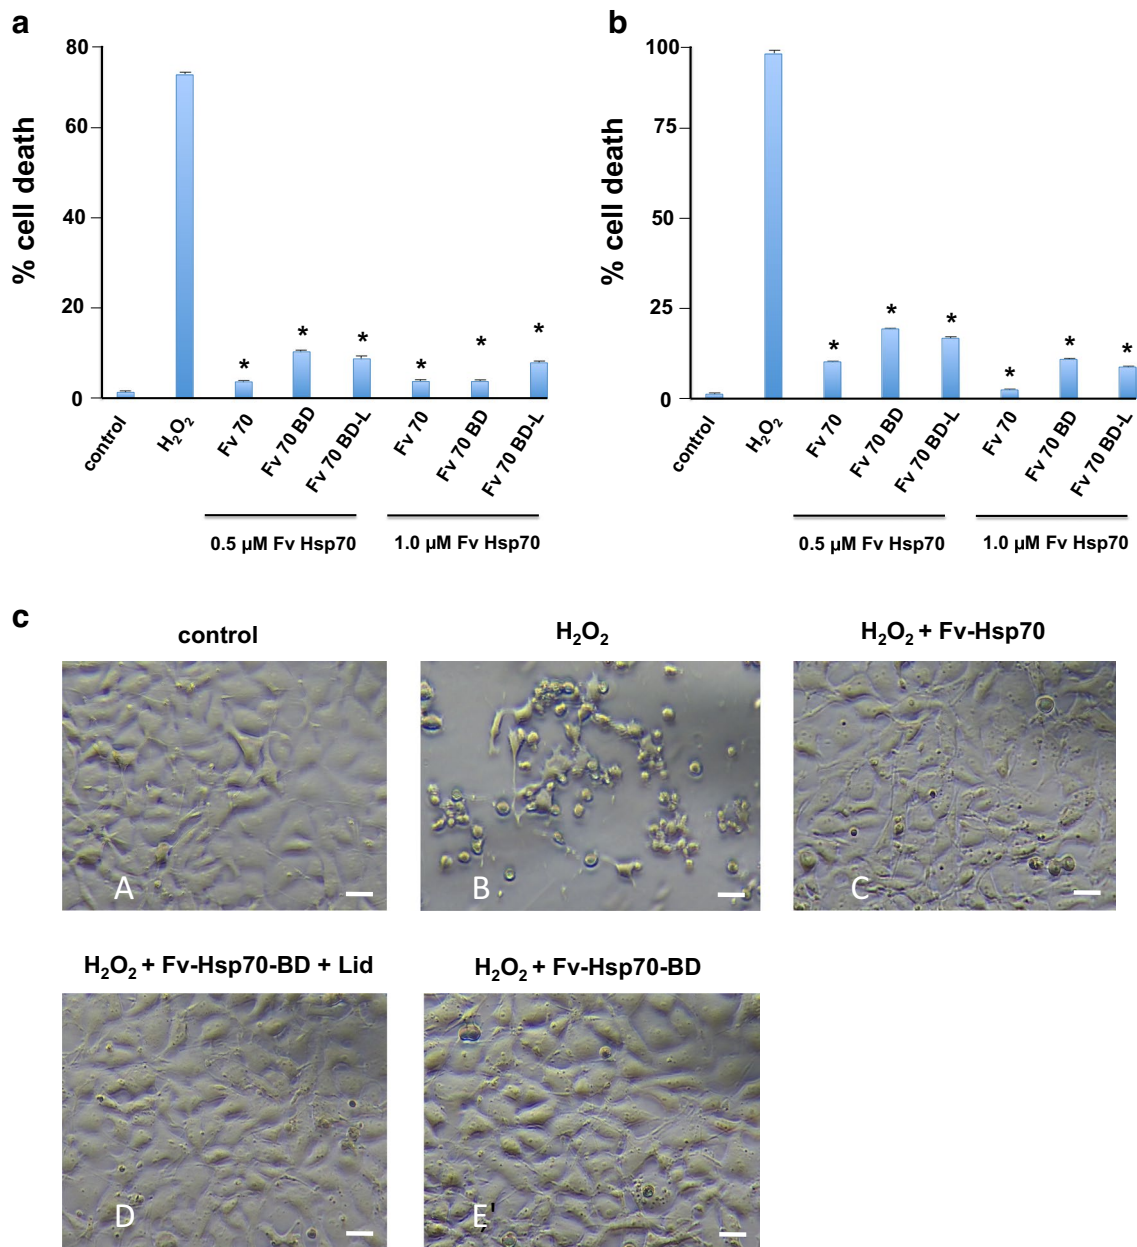 a
% cell death
80
60
40
20
0
control
H₂O₂
Fv 70
Fv 70 BD
Fv 70 BD-L
Fv 70
Fv 70 BD
Fv 70 BD-L
* * * * * *
0.5 µM Fv Hsp70
1.0 µM Fv Hsp70
b
% cell death
100
75
50
25
0
control
H₂O₂
Fv 70
Fv 70 BD
Fv 70 BD-L
Fv 70
Fv 70 BD
Fv 70 BD-L
* * * * * *
0.5 µM Fv Hsp70
1.0 µM Fv Hsp70
c
control
H₂O₂
H₂O₂ + Fv-Hsp70
A
B
C
H₂O₂ + Fv-Hsp70-BD + Lid
H₂O₂ + Fv-Hsp70-BD
D
E'